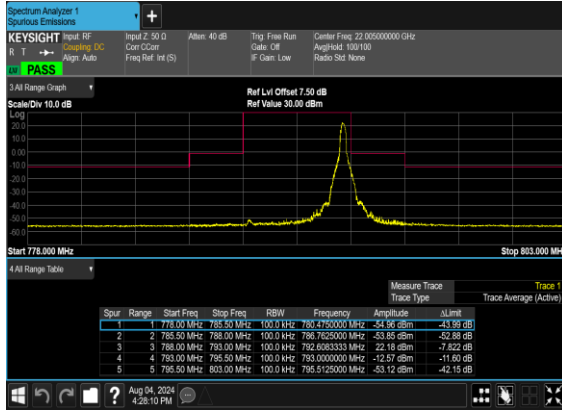 Spectrum Analyzer 1
Spurious Emissions
+
KEYSIGHT Input: RF Input Z: 50 Ω Atten: 40 dB Trig: Free Run Center Freq: 22.005000000 GHz
R T Coupling: DC Corr CCorr Gate: Off Avg|Hold: 100/100
Align: Auto Freq Ref: Int (S) IF Gain: Low Radio Std: None
PASS
3 All Range Graph
Ref Lvl Offset 7.50 dB
Scale/Div 10.0 dB Ref Value 30.00 dBm
Log
20.0
10.0
0.00
-10.0
-20.0
-30.0
-40.0
-50.0
-60.0
Start 778.000 MHz Stop 803.000 MH
4 All Range Table
Measure Trace Trace 1
Trace Type Trace Average (Active)
Spur Range Start Freq Stop Freq RBW Frequency Amplitude ΔLimit
1 1 778.00 MHz 785.50 MHz 100.0 kHz 780.4750000 MHz -54.96 dBm -43.99 dB
2 2 785.50 MHz 788.00 MHz 100.0 kHz 786.7625000 MHz -53.85 dBm -52.88 dB
3 3 788.00 MHz 793.00 MHz 100.0 kHz 792.6083333 MHz 22.18 dBm -7.822 dB
4 4 793.00 MHz 795.50 MHz 100.0 kHz 793.0000000 MHz -12.57 dBm -11.60 dB
5 5 795.50 MHz 803.00 MHz 100.0 kHz 795.5125000 MHz -53.12 dBm -42.15 dB
? Aug 04, 2024
4:28:10 PM